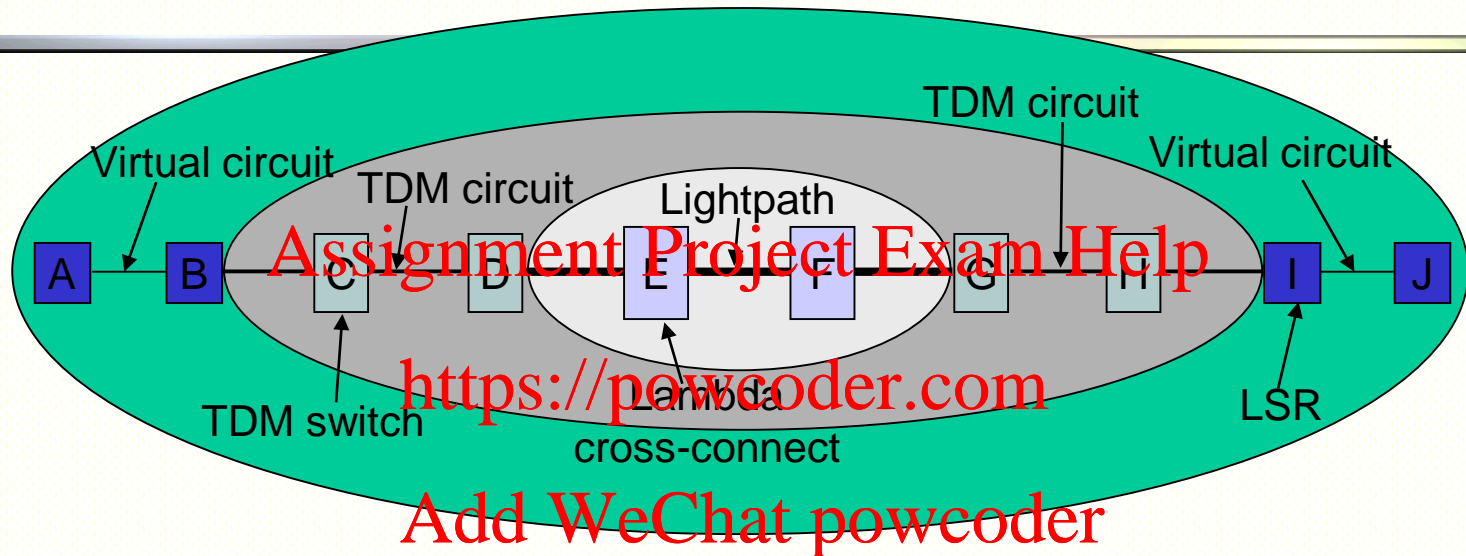 TDM circuit
Virtual circuit
Virtual circuit
TDM circuit
Lightpath
Assignment Project Exam Help
A B C D E F G H I J
https://powcoder.com
Lambda
cross-connect
TDM switch
LSR
Add WeChat powcoder